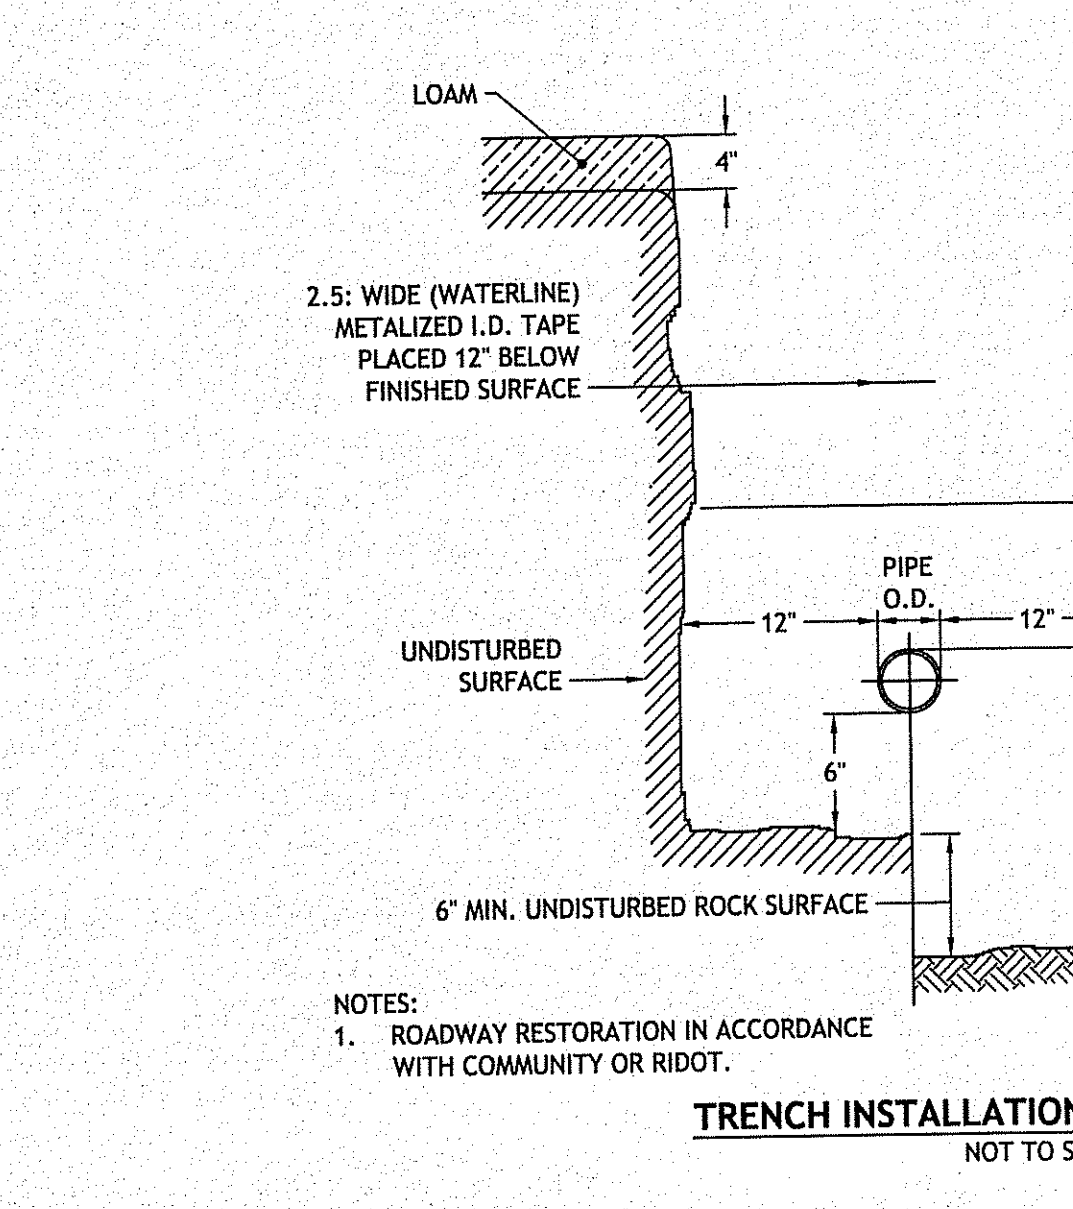 LOAM
4"
2.5: WIDE (WATERLINE)
METALIZED I.D. TAPE
PLACED 12" BELOW
FINISHED SURFACE
PIPE
O.D.
12"
12"
UNDISTURBED
SURFACE
6"
6" MIN. UNDISTURBED ROCK SURFACE
NOTES:
1. ROADWAY RESTORATION IN ACCORDANCE
WITH COMMUNITY OR RIDOT.
TRENCH INSTALLATION
NOT TO S